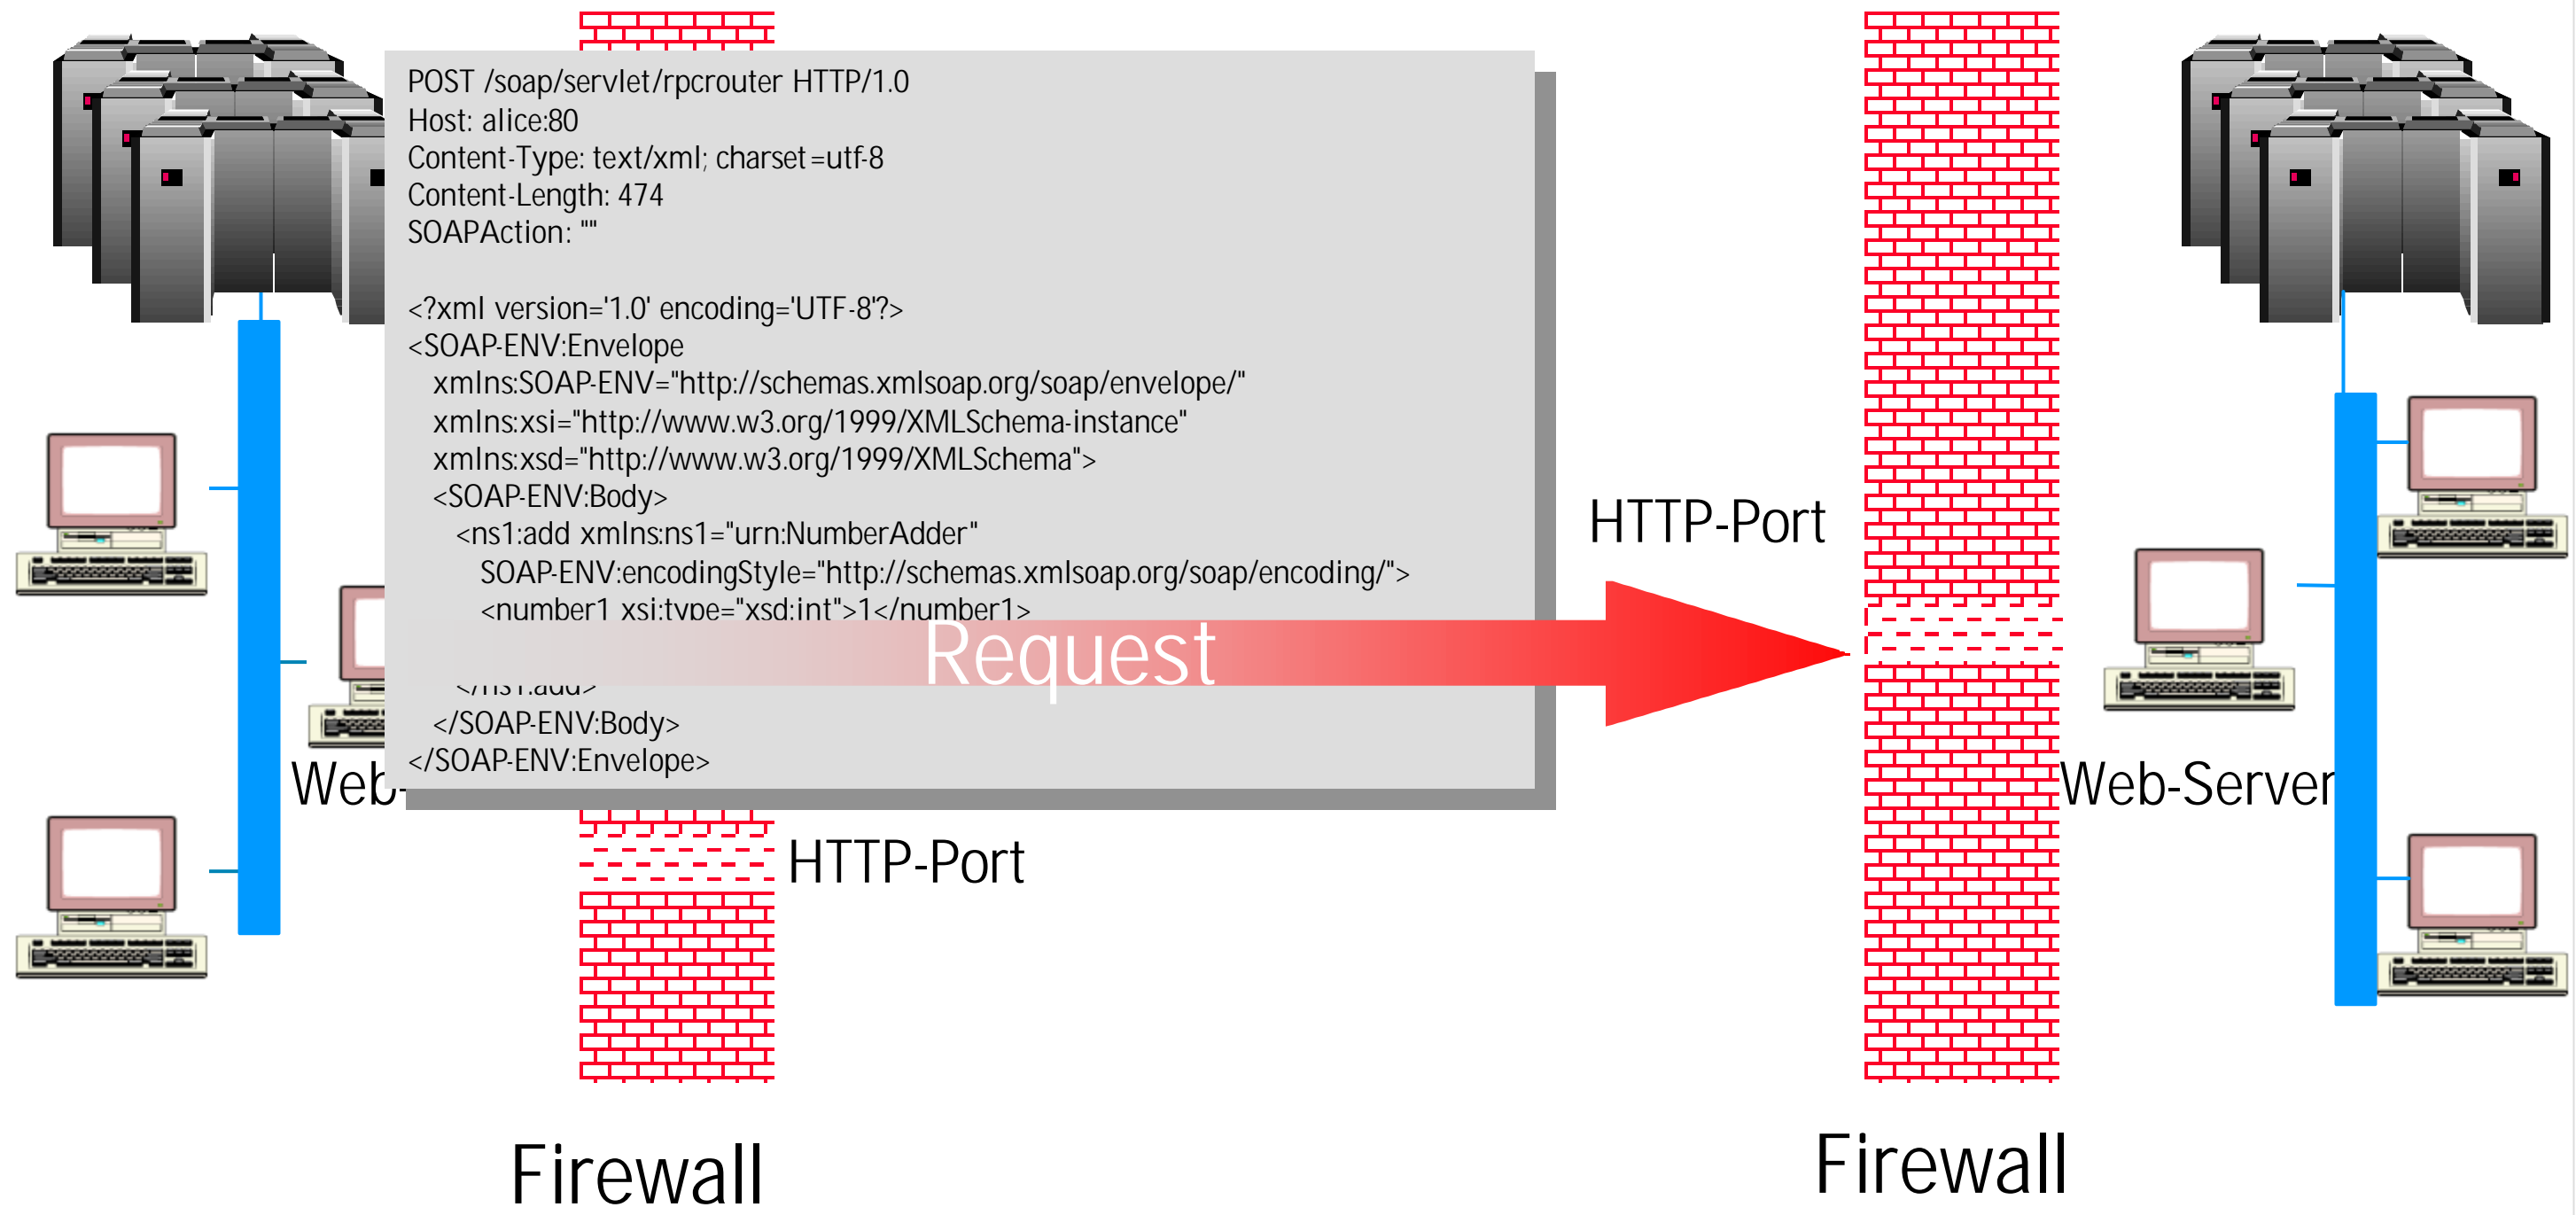 POST /soap/servlet/rpcrouter HTTP/1.0
Host: alice:80
Content-Type: text/xml; charset=utf-8
Content-Length: 474
SOAPAction: ""
<?xml version='1.0' encoding='UTF-8'?>
<SOAP-ENV:Envelope
xmlns:SOAP-ENV="http://schemas.xmlsoap.org/soap/envelope/"
xmlns:xsi="http://www.w3.org/1999/XMLSchema-instance"
xmlns:xsd="http://www.w3.org/1999/XMLSchema">
<SOAP-ENV:Body>
<ns1:add xmlns:ns1="urn:NumberAdder"
SOAP-ENV:encodingStyle="http://schemas.xmlsoap.org/soap/encoding/">
<number1 xsi:type="xsd:int">1</number1>
Request
</ns1:add>
</SOAP-ENV:Body>
</SOAP-ENV:Envelope>
HTTP-Port
Web-
Web-Server
HTTP-Port
Firewall
Firewall